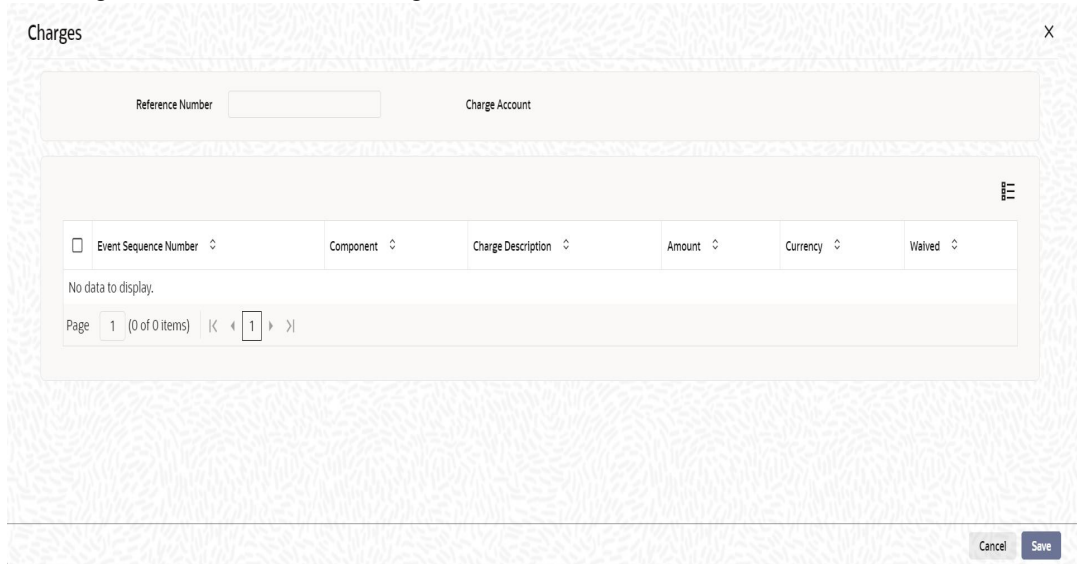 Charges X
Reference Number Charge Account
Event Sequence Number Component Charge Description Amount Currency Waived
No data to display.
Page 1 (0 of 0 items) 1
Cancel Save